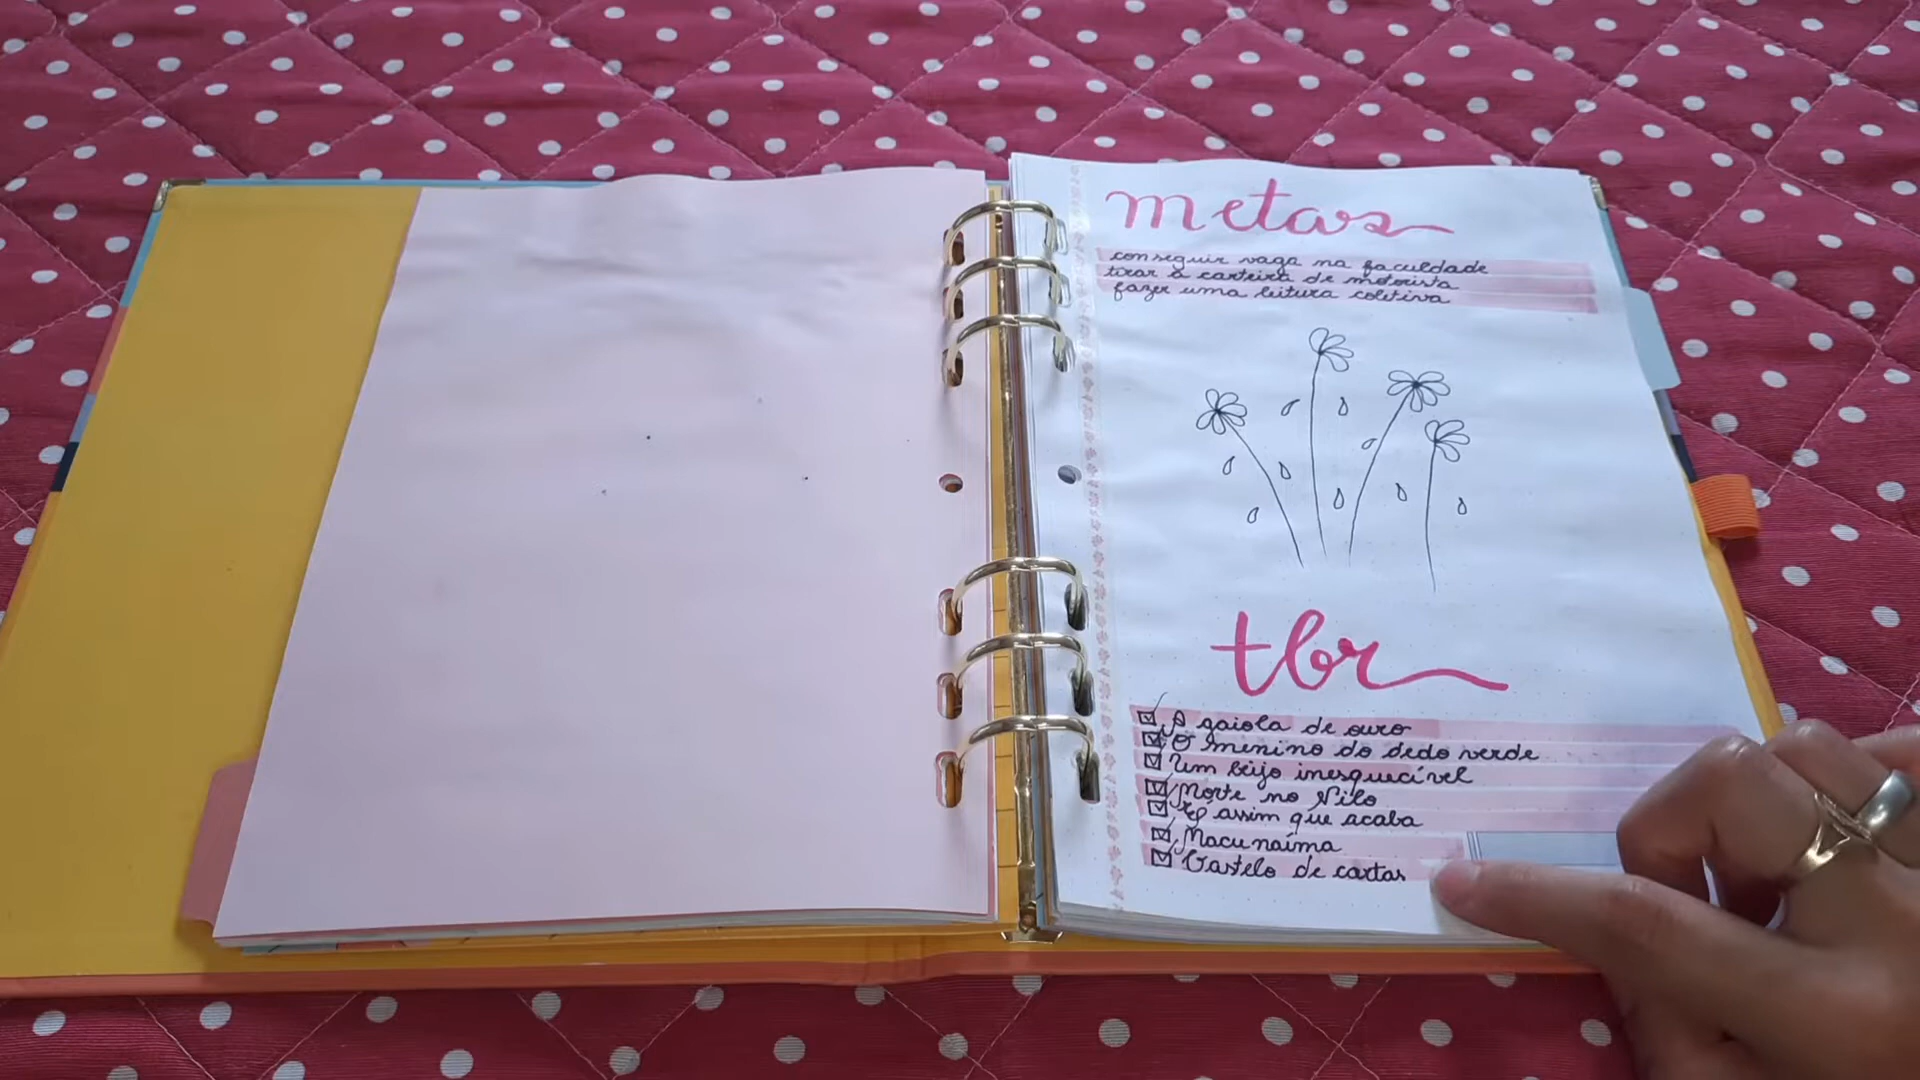 metas
conseguir vaga na faculdade
tirar a carteira de motorista
fazer uma leitura coletiva
tbr
A gaiola de ouro
O menino do dedo verde
Um beijo inesquecível
Morte no Nilo
É assim que acaba
Macunaíma
Castelo de cartas